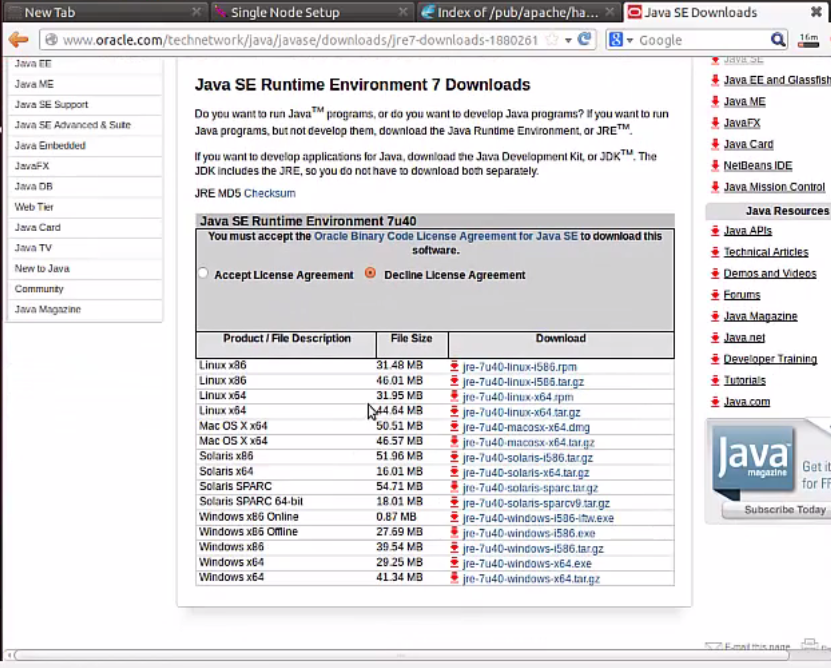 New Tab
Single Node Setup
Index of /pub/apache/ha...
Java SE Downloads
www.oracle.com/technetwork/java/javase/downloads/jre7-downloads-1880261
Google
16m
Java EE
Java ME
Java SE Support
Java SE Advanced & Suite
Java Embedded
JavaFX
Java DB
Web Tier
Java Card
Java TV
New to Java
Community
Java Magazine
Java SE Runtime Environment 7 Downloads
Do you want to run Java™ programs, or do you want to develop Java programs? If you want to run
Java programs, but not develop them, download the Java Runtime Environment, or JRE™.
If you want to develop applications for Java, download the Java Development Kit, or JDK™. The
JDK includes the JRE, so you do not have to download both separately.
JRE MD5 Checksum
Java SE Runtime Environment 7u40
You must accept the Oracle Binary Code License Agreement for Java SE to download this
software.
Accept License Agreement Decline License Agreement
Product / File Description File Size Download
Linux x86 31.48 MB jre-7u40-linux-i586.rpm
Linux x86 46.01 MB jre-7u40-linux-i586.tar.gz
Linux x64 31.95 MB jre-7u40-linux-x64.rpm
Linux x64 44.64 MB jre-7u40-linux-x64.tar.gz
Mac OS X x64 50.51 MB jre-7u40-macosx-x64.dmg
Mac OS X x64 46.57 MB jre-7u40-macosx-x64.tar.gz
Solaris x86 51.96 MB jre-7u40-solaris-i586.tar.gz
Solaris x64 16.01 MB jre-7u40-solaris-x64.tar.gz
Solaris SPARC 54.71 MB jre-7u40-solaris-sparc.tar.gz
Solaris SPARC 64-bit 18.01 MB jre-7u40-solaris-sparcv9.tar.gz
Windows x86 Online 0.87 MB jre-7u40-windows-i586-iftw.exe
Windows x86 Offline 27.69 MB jre-7u40-windows-i586.exe
Windows x86 39.54 MB jre-7u40-windows-i586.tar.gz
Windows x64 29.25 MB jre-7u40-windows-x64.exe
Windows x64 41.34 MB jre-7u40-windows-x64.tar.gz
Java SE
Java EE and Glassfish
Java ME
JavaFX
Java Card
NetBeans IDE
Java Mission Control
Java Resources
Java APIs
Technical Articles
Demos and Videos
Forums
Java Magazine
Java.net
Developer Training
Tutorials
Java.com
Java
magazine
Get it
for FR
Subscribe Today
E-mail this page